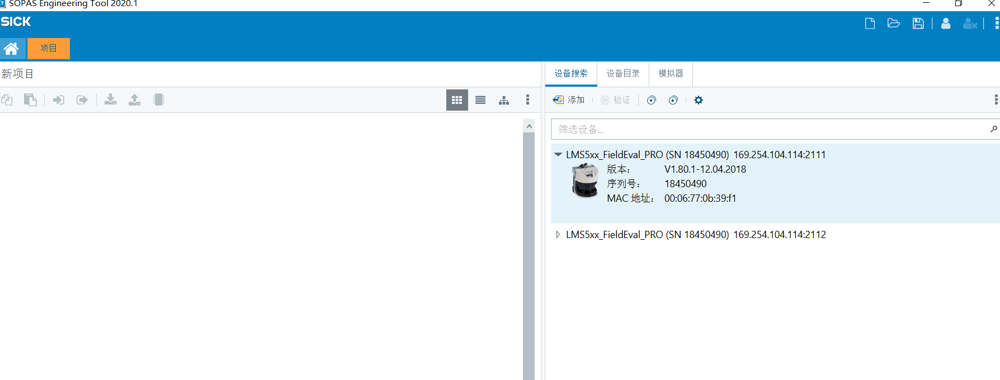 SOPAS Engineering Tool 2020.1
SICK
项目
新项目
设备搜索 设备目录 模拟器
添加 验证
筛选设备...
LMS5xx_FieldEval_PRO (SN 18450490) 169.254.104.114:2111
版本： V1.80.1-12.04.2018
序列号： 18450490
MAC 地址： 00:06:77:0b:39:f1
LMS5xx_FieldEval_PRO (SN 18450490) 169.254.104.114:2112